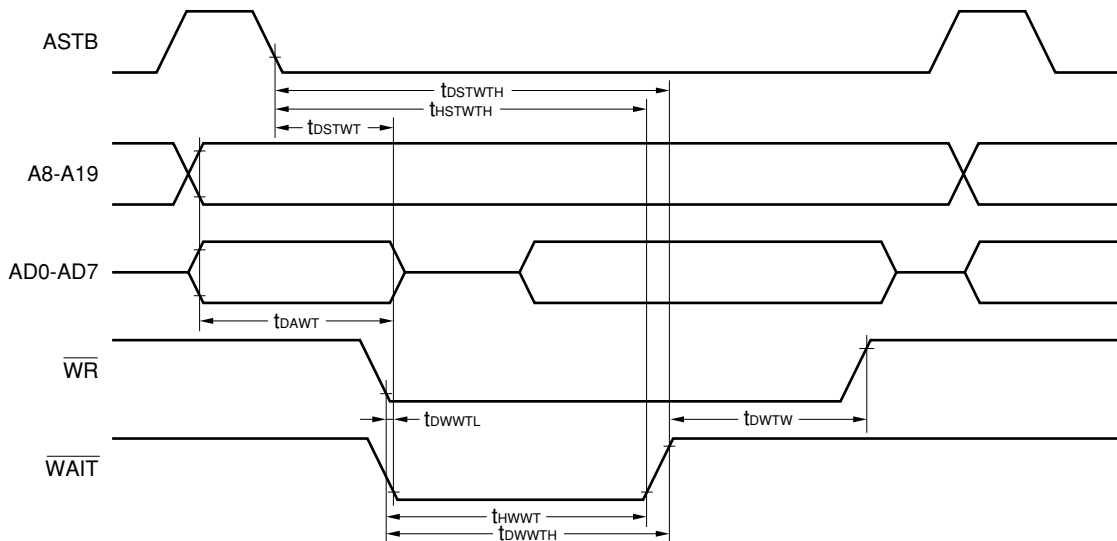 ASTB
tDSTWTH
tHSTWTH
tDSTWT
A8-A19
AD0-AD7
tDAWT
WR
tDWWTL
tDWTW
WAIT
tHWWT
tDWWTH